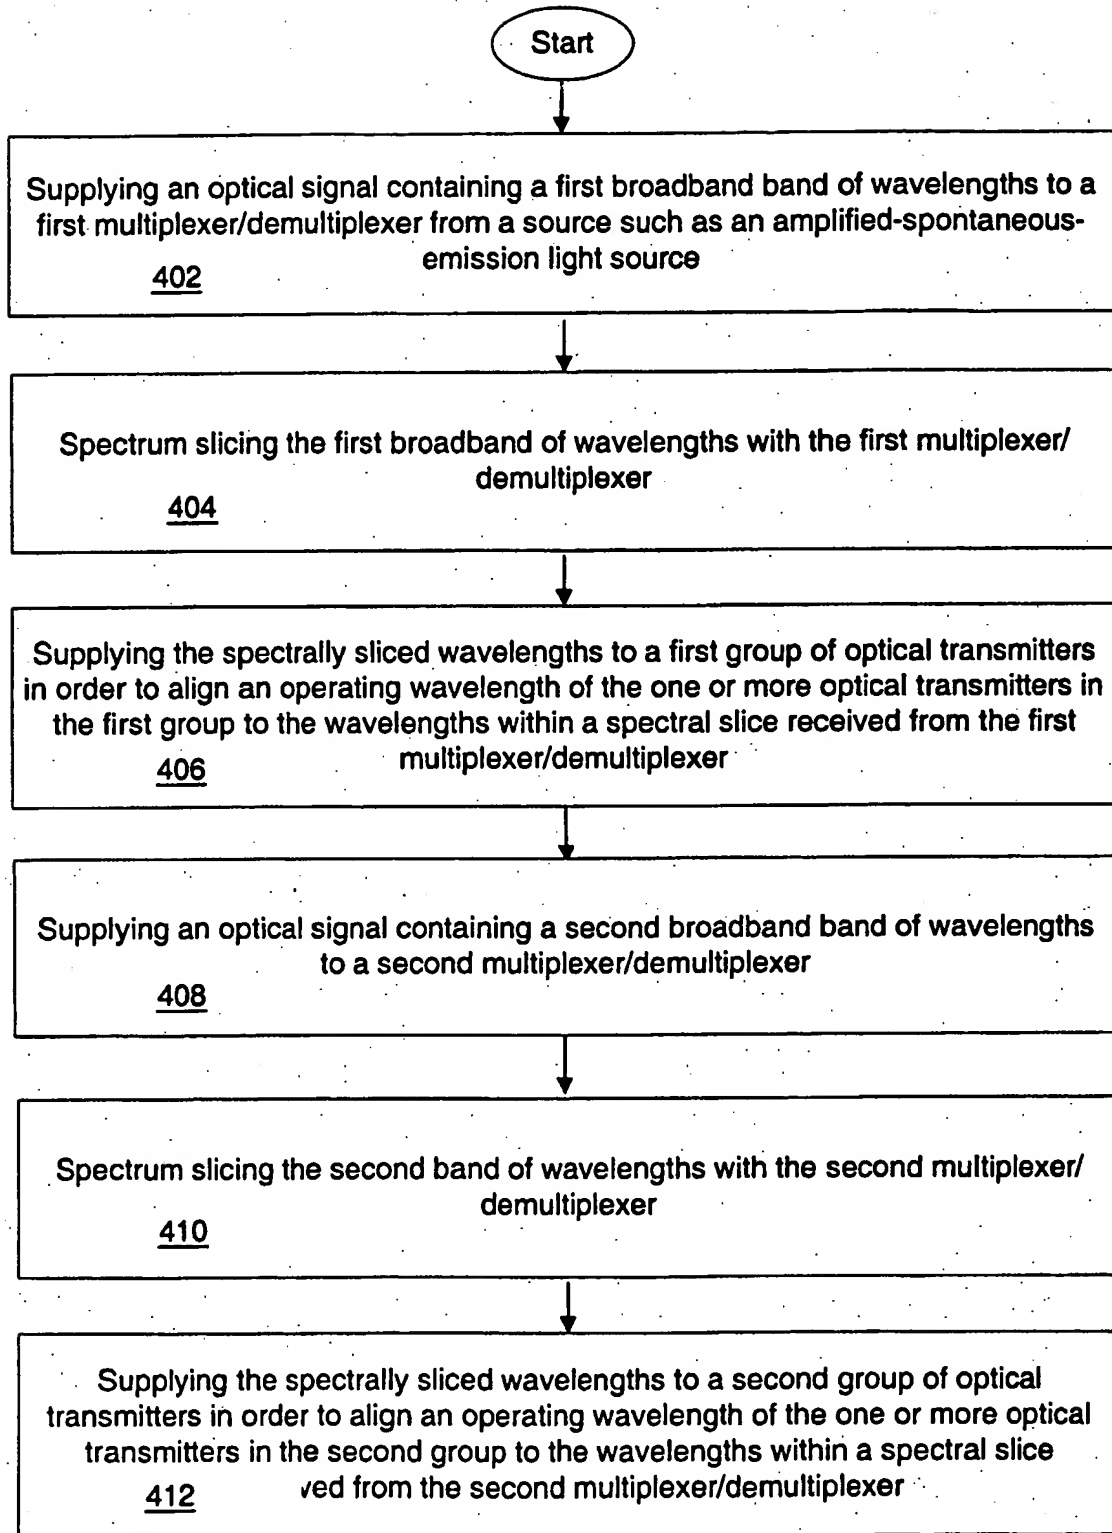 Start
Supplying an optical signal containing a first broadband band of wavelengths to a
first multiplexer/demultiplexer from a source such as an amplified-spontaneous-
emission light source
402
Spectrum slicing the first broadband of wavelengths with the first multiplexer/
demultiplexer
404
Supplying the spectrally sliced wavelengths to a first group of optical transmitters
in order to align an operating wavelength of the one or more optical transmitters in
the first group to the wavelengths within a spectral slice received from the first
multiplexer/demultiplexer
406
Supplying an optical signal containing a second broadband band of wavelengths
to a second multiplexer/demultiplexer
408
Spectrum slicing the second band of wavelengths with the second multiplexer/
demultiplexer
410
Supplying the spectrally sliced wavelengths to a second group of optical
transmitters in order to align an operating wavelength of the one or more optical
transmitters in the second group to the wavelengths within a spectral slice
ved from the second multiplexer/demultiplexer
412